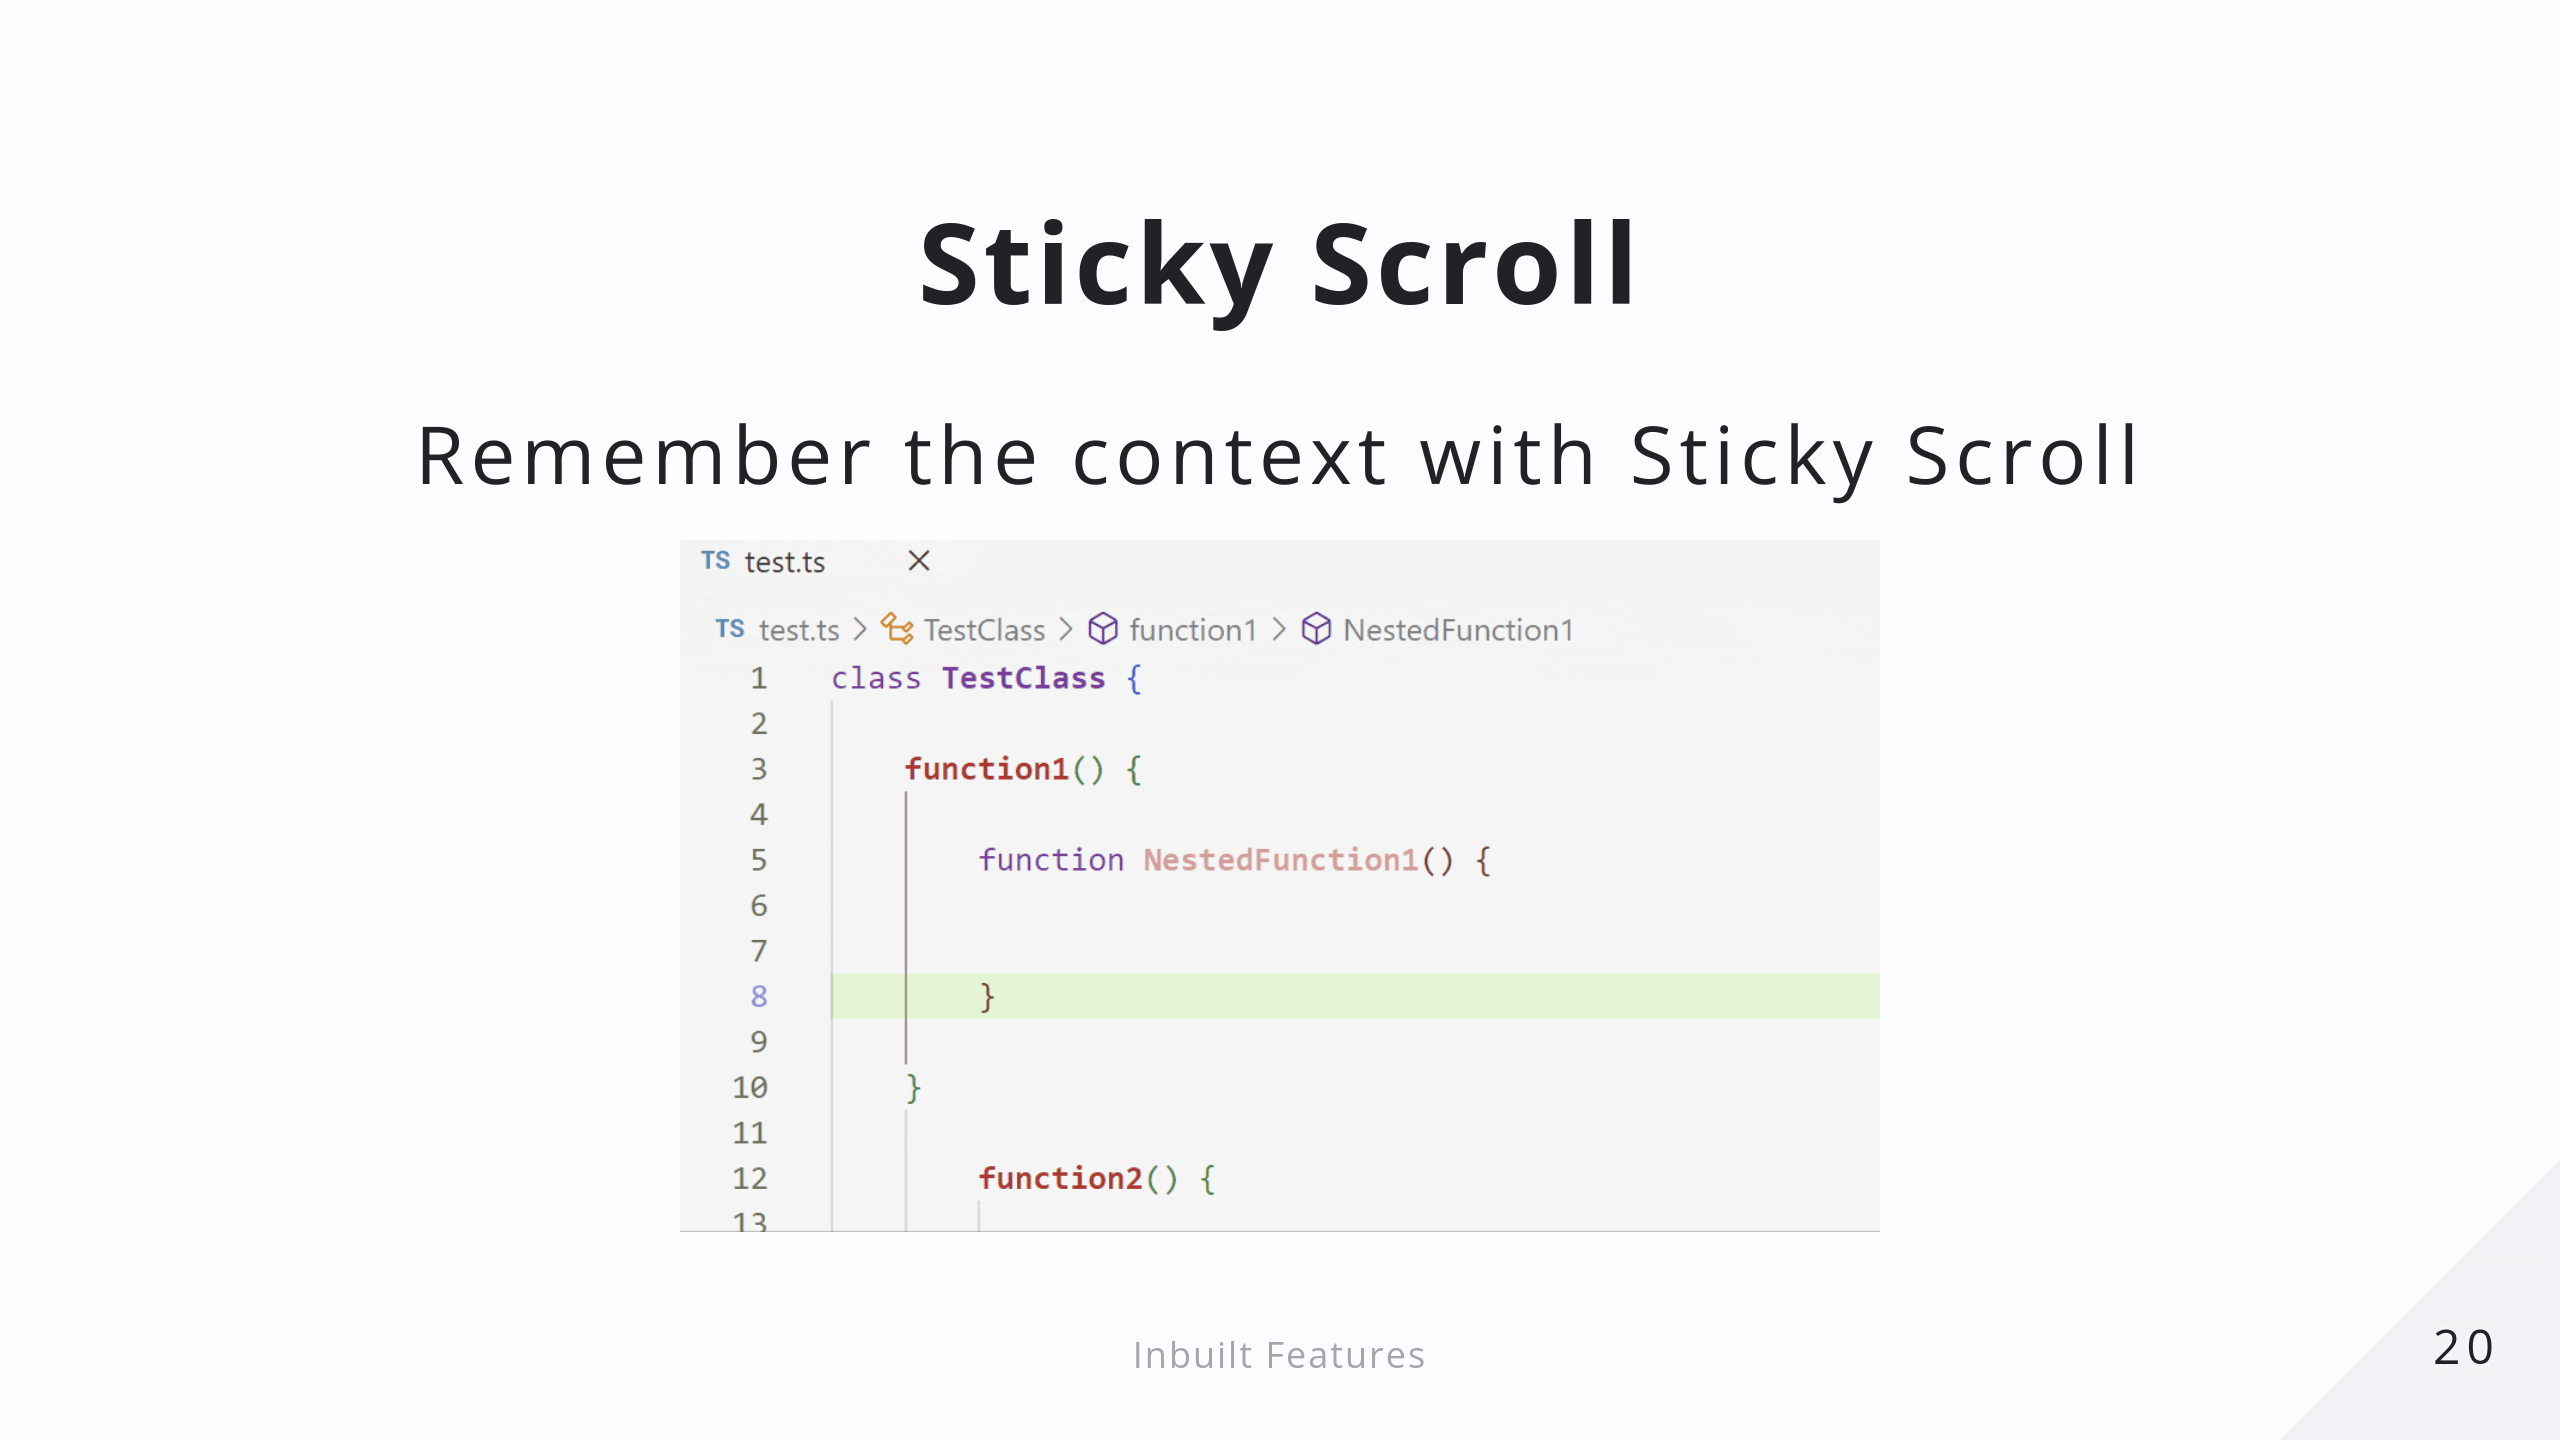 Sticky Scroll
Remember the context with Sticky Scroll
TS test.ts
TS test.ts > TestClass > function1 > NestedFunction1
1 class TestClass {
2
3 function1() {
4
5 function NestedFunction1() {
6
7
8 }
9
10 }
11
12 function2() {
13
Inbuilt Features
20